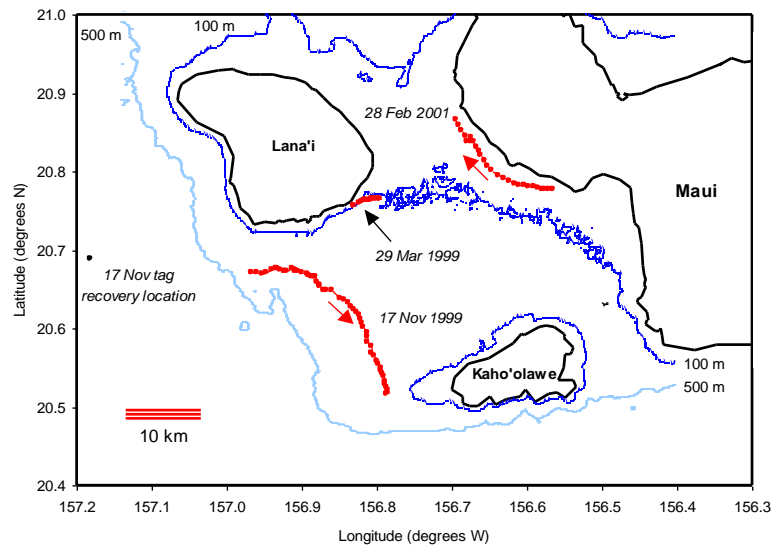 21.0
500 m
100 m
28 Feb 2001
20.9
Lana'i
20.8
Maui
29 Mar 1999
20.7
17 Nov tag
recovery location
17 Nov 1999
20.6
Kaho'olawe
100 m
500 m
20.5
10 km
20.4
157.2
157.1
157.0
156.9
156.8
156.7
156.6
156.5
156.4
156.3
Longitude (degrees W)
Latitude (degrees N)